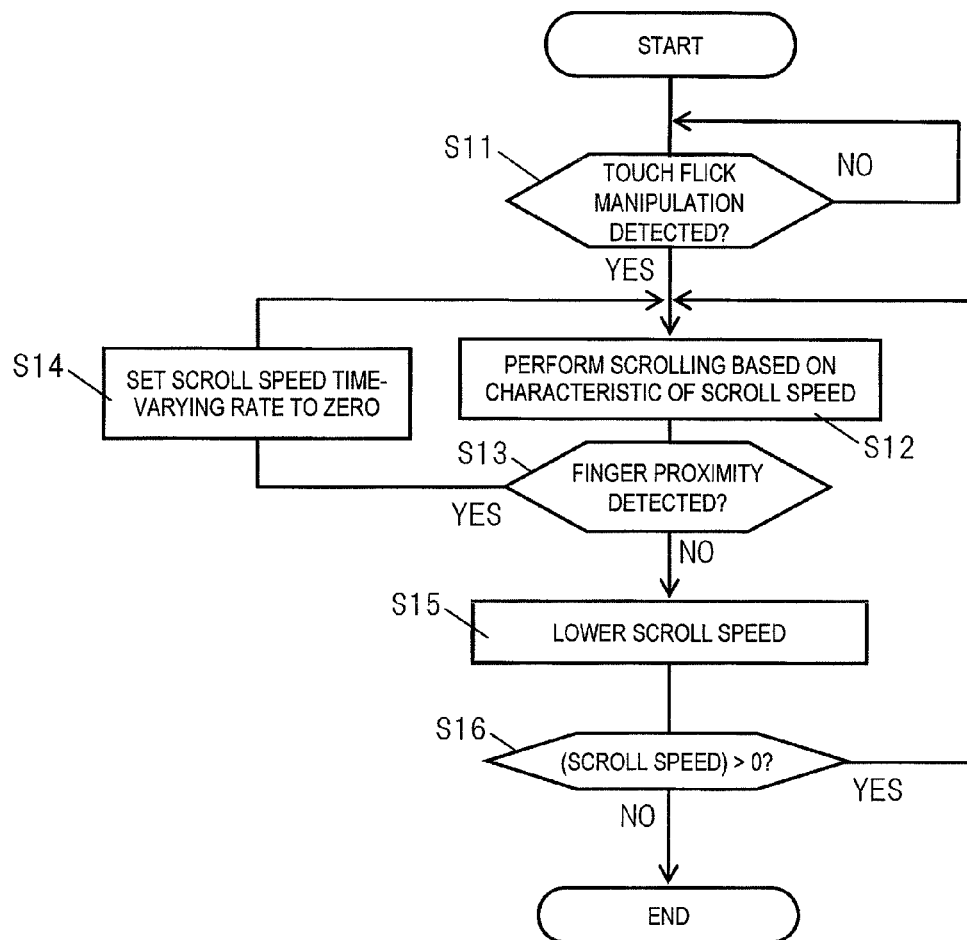 START
S11
TOUCH FLICK
MANIPULATION
DETECTED?
NO
YES
S14
SET SCROLL SPEED TIME-
VARYING RATE TO ZERO
PERFORM SCROLLING BASED ON
CHARACTERISTIC OF SCROLL SPEED
S12
S13
FINGER PROXIMITY
DETECTED?
YES
NO
S15
LOWER SCROLL SPEED
S16
(SCROLL SPEED) > 0?
YES
NO
END